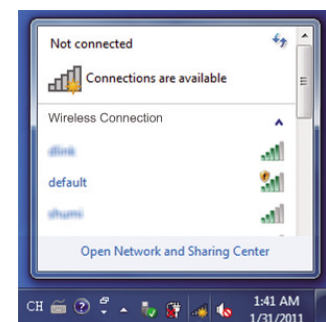 Not connected
Connections are available
Wireless Connection
default
Open Network and Sharing Center
CH
1:41 AM
1/31/2011